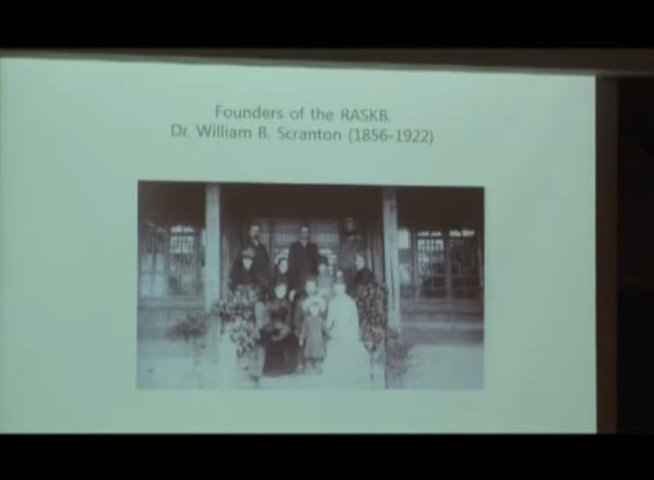 Founders of the RASKB.
Dr. William B. Scranton (1856-1922)